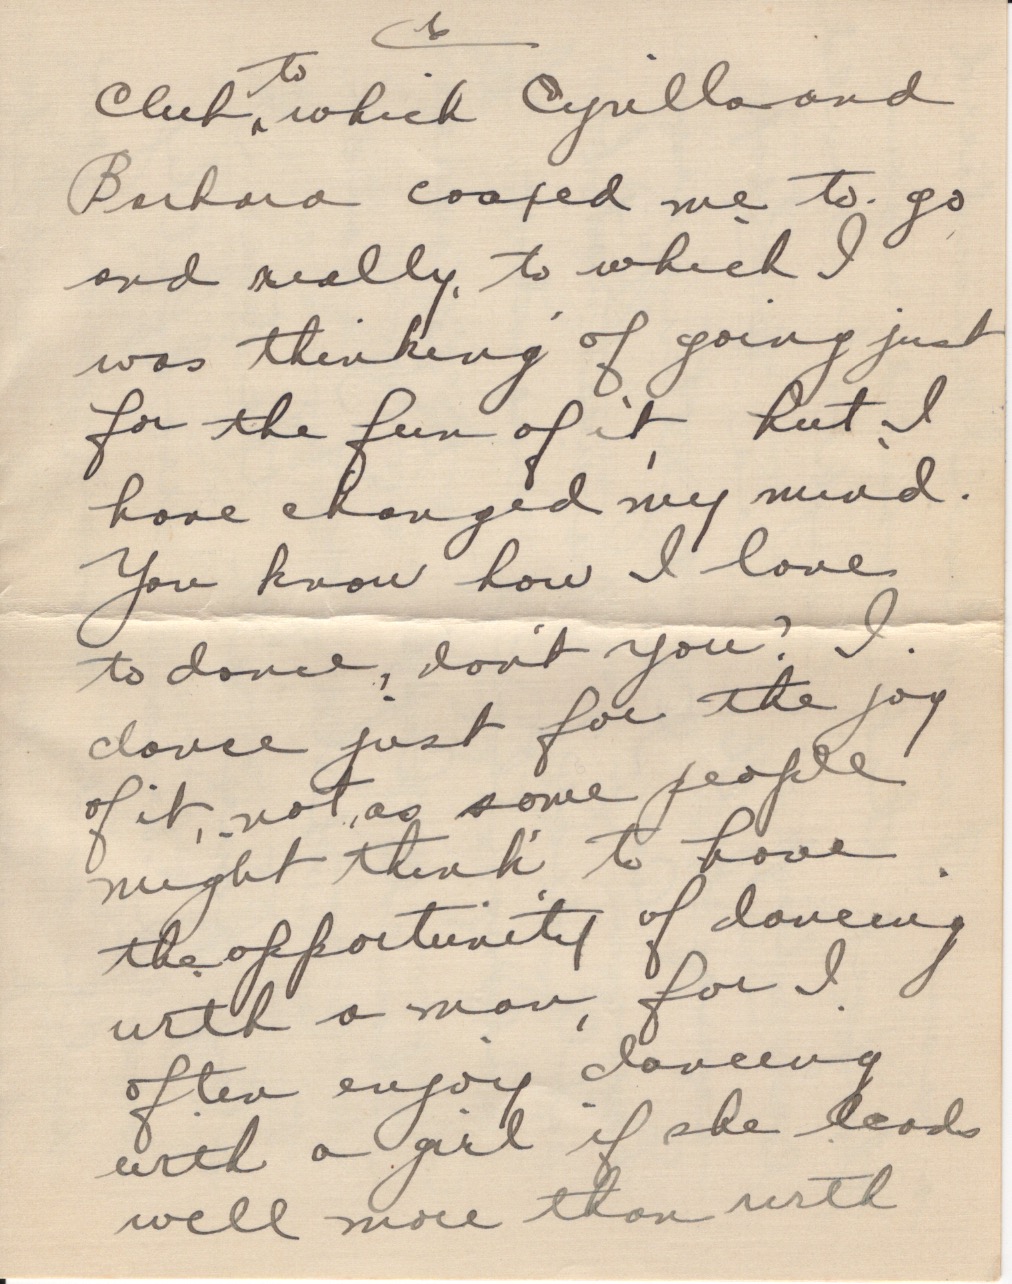 6
Club, to which Cyrilla and
Barbara coaxed me to go
and really, to which I
was thinking of going just
for the fun of it, but I
have changed my mind.
You know how I love
to dance, don't you? I
dance just for the joy
of it, not, as some people
might think, to have
the opportunity of dancing
with a man, for I
often enjoy dancing
with a girl if she leads
well more than with